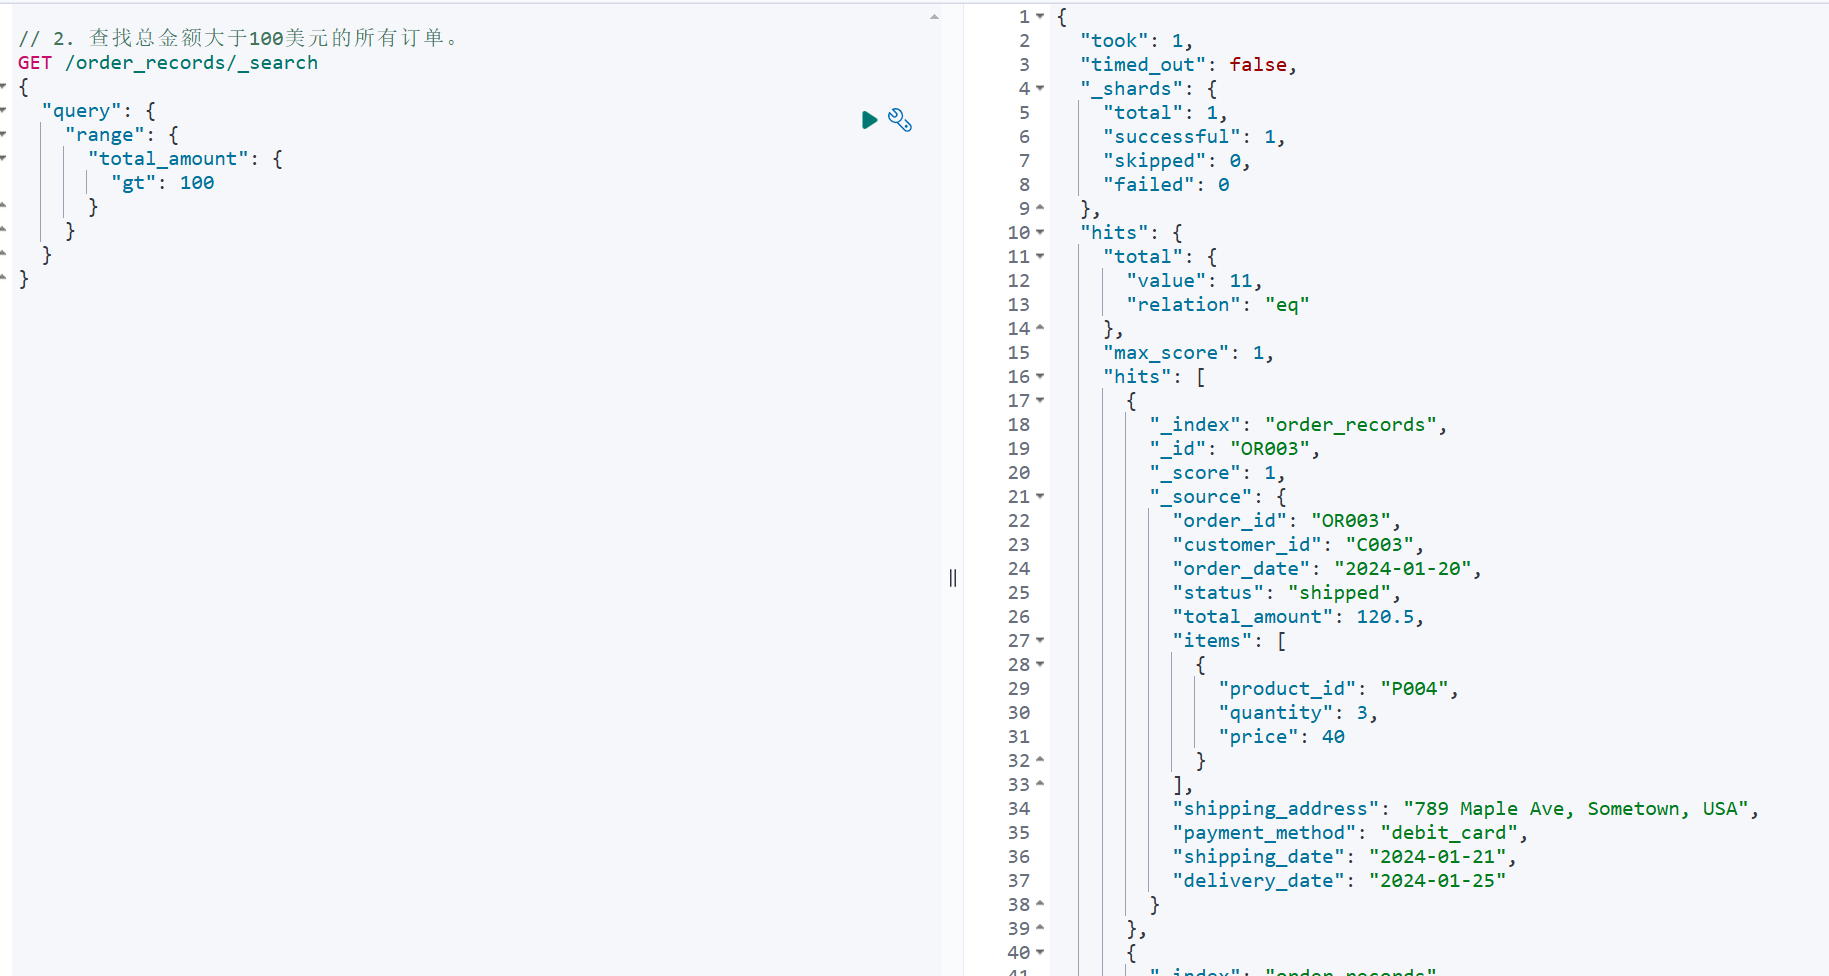 // 2. 查找总金额大于100美元的所有订单。
GET /order_records/_search
{
  "query": {
    "range": {
      "total_amount": {
        "gt": 100
      }
    }
  }
}
1 {
2   "took": 1,
3   "timed_out": false,
4   "_shards": {
5     "total": 1,
6     "successful": 1,
7     "skipped": 0,
8     "failed": 0
9   },
10   "hits": {
11     "total": {
12       "value": 11,
13       "relation": "eq"
14     },
15     "max_score": 1,
16     "hits": [
17       {
18         "_index": "order_records",
19         "_id": "OR003",
20         "_score": 1,
21         "_source": {
22           "order_id": "OR003",
23           "customer_id": "C003",
24           "order_date": "2024-01-20",
25           "status": "shipped",
26           "total_amount": 120.5,
27           "items": [
28             {
29               "product_id": "P004",
30               "quantity": 3,
31               "price": 40
32             }
33           ],
34           "shipping_address": "789 Maple Ave, Sometown, USA",
35           "payment_method": "debit_card",
36           "shipping_date": "2024-01-21",
37           "delivery_date": "2024-01-25"
38         }
39       },
40       {
41         "_index": "order_records"